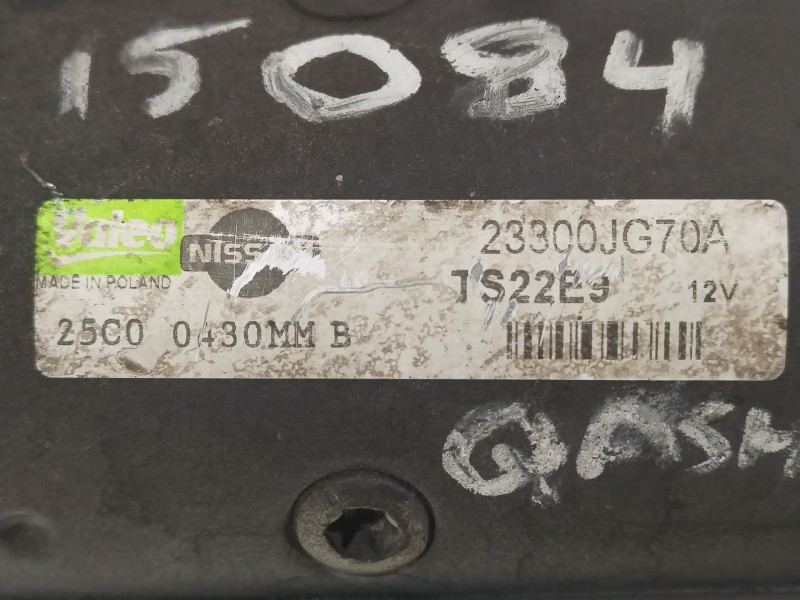 15084
Valeo NISSAN 23300JG70A
MADE IN POLAND TS22E9 12V
25C0 0430MM B
QASH